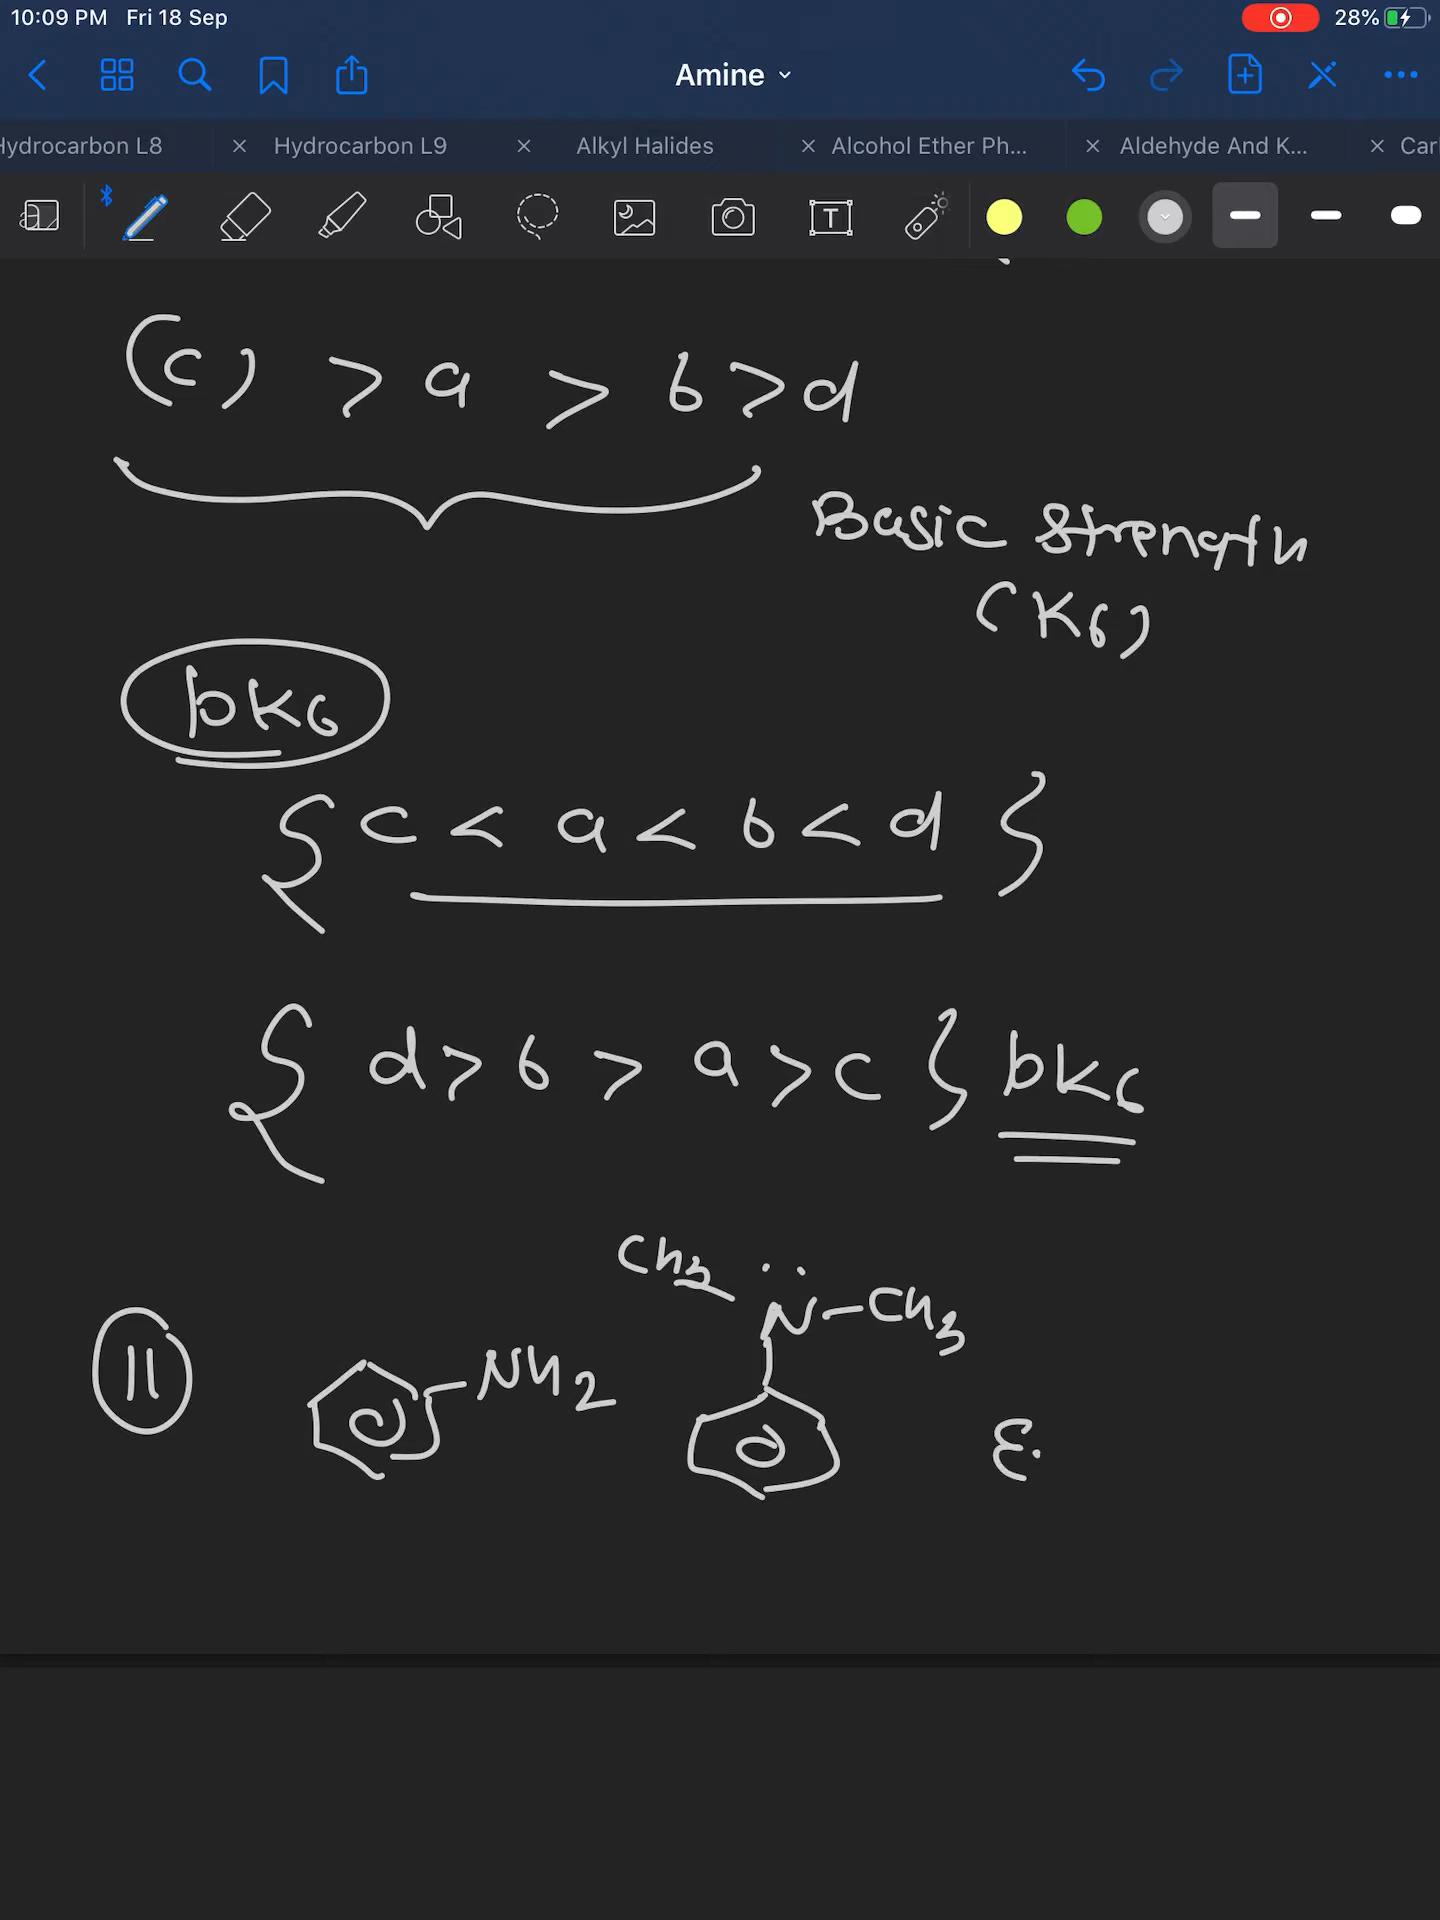 10:09 PM Fri 18 Sep 28%
Amine
Hydrocarbon L8 × Hydrocarbon L9 × Alkyl Halides × Alcohol Ether Ph... × Aldehyde And K... × Car
T
(c) > a > b > d
Basic Strength
(Kb)
pKb
{ c < a < b < d }
{ d > b > a > c } pKb
CH3
N-CH3
11 -NH2